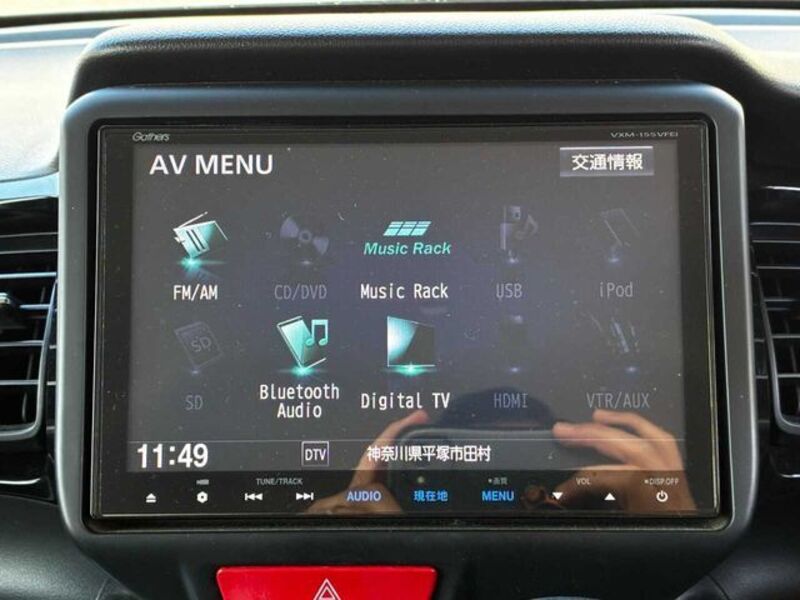 Gathers VXM-155VFEi
AV MENU 交通情報
Music Rack
FM/AM CD/DVD Music Rack USB iPod
SD
SD Bluetooth Audio Digital TV HDMI VTR/AUX
11:49 DTV 神奈川県平塚市田村
TUNE/TRACK 画質 VOL DISP.OFF
AUDIO 現在地 MENU